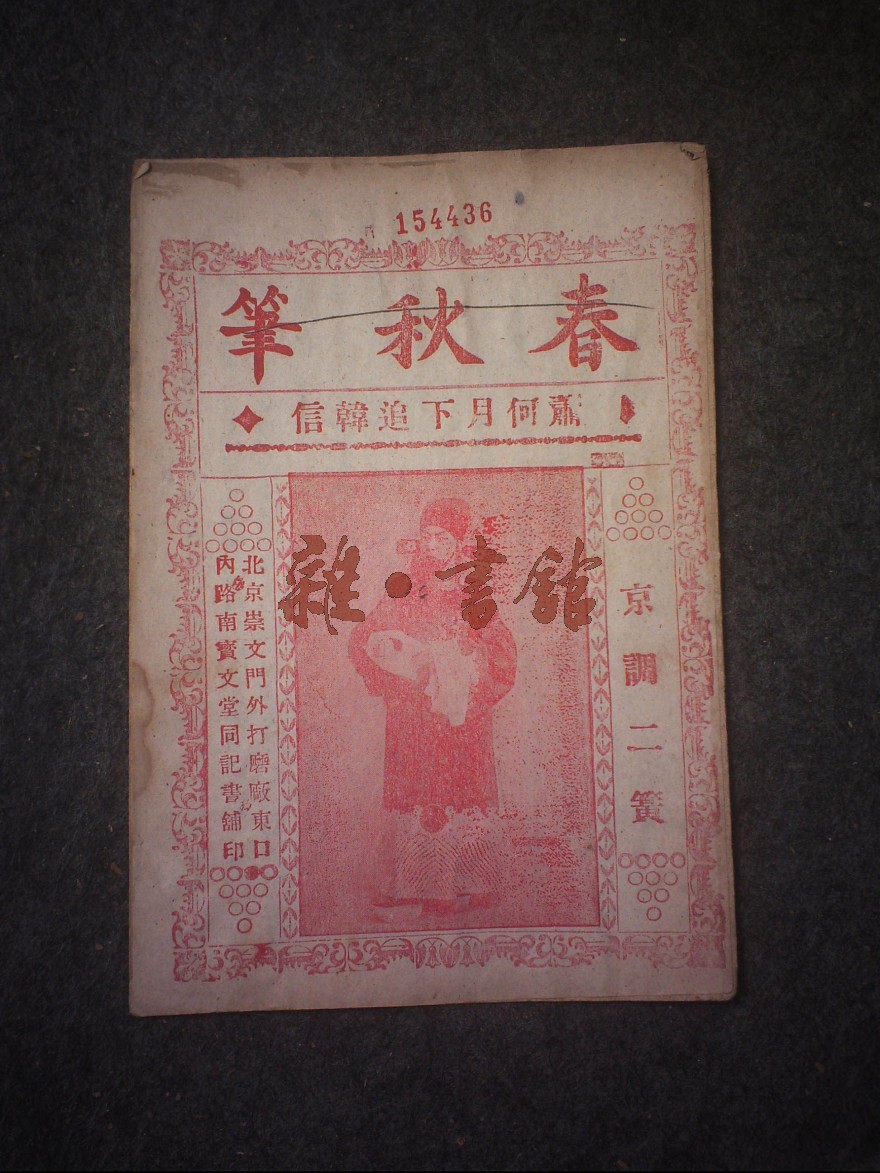 154436
春秋筆
蕭何月下追韓信
京調二簧
北京崇文門外打磨廠東口
內路南寶文堂同記書舖印
雜·書館